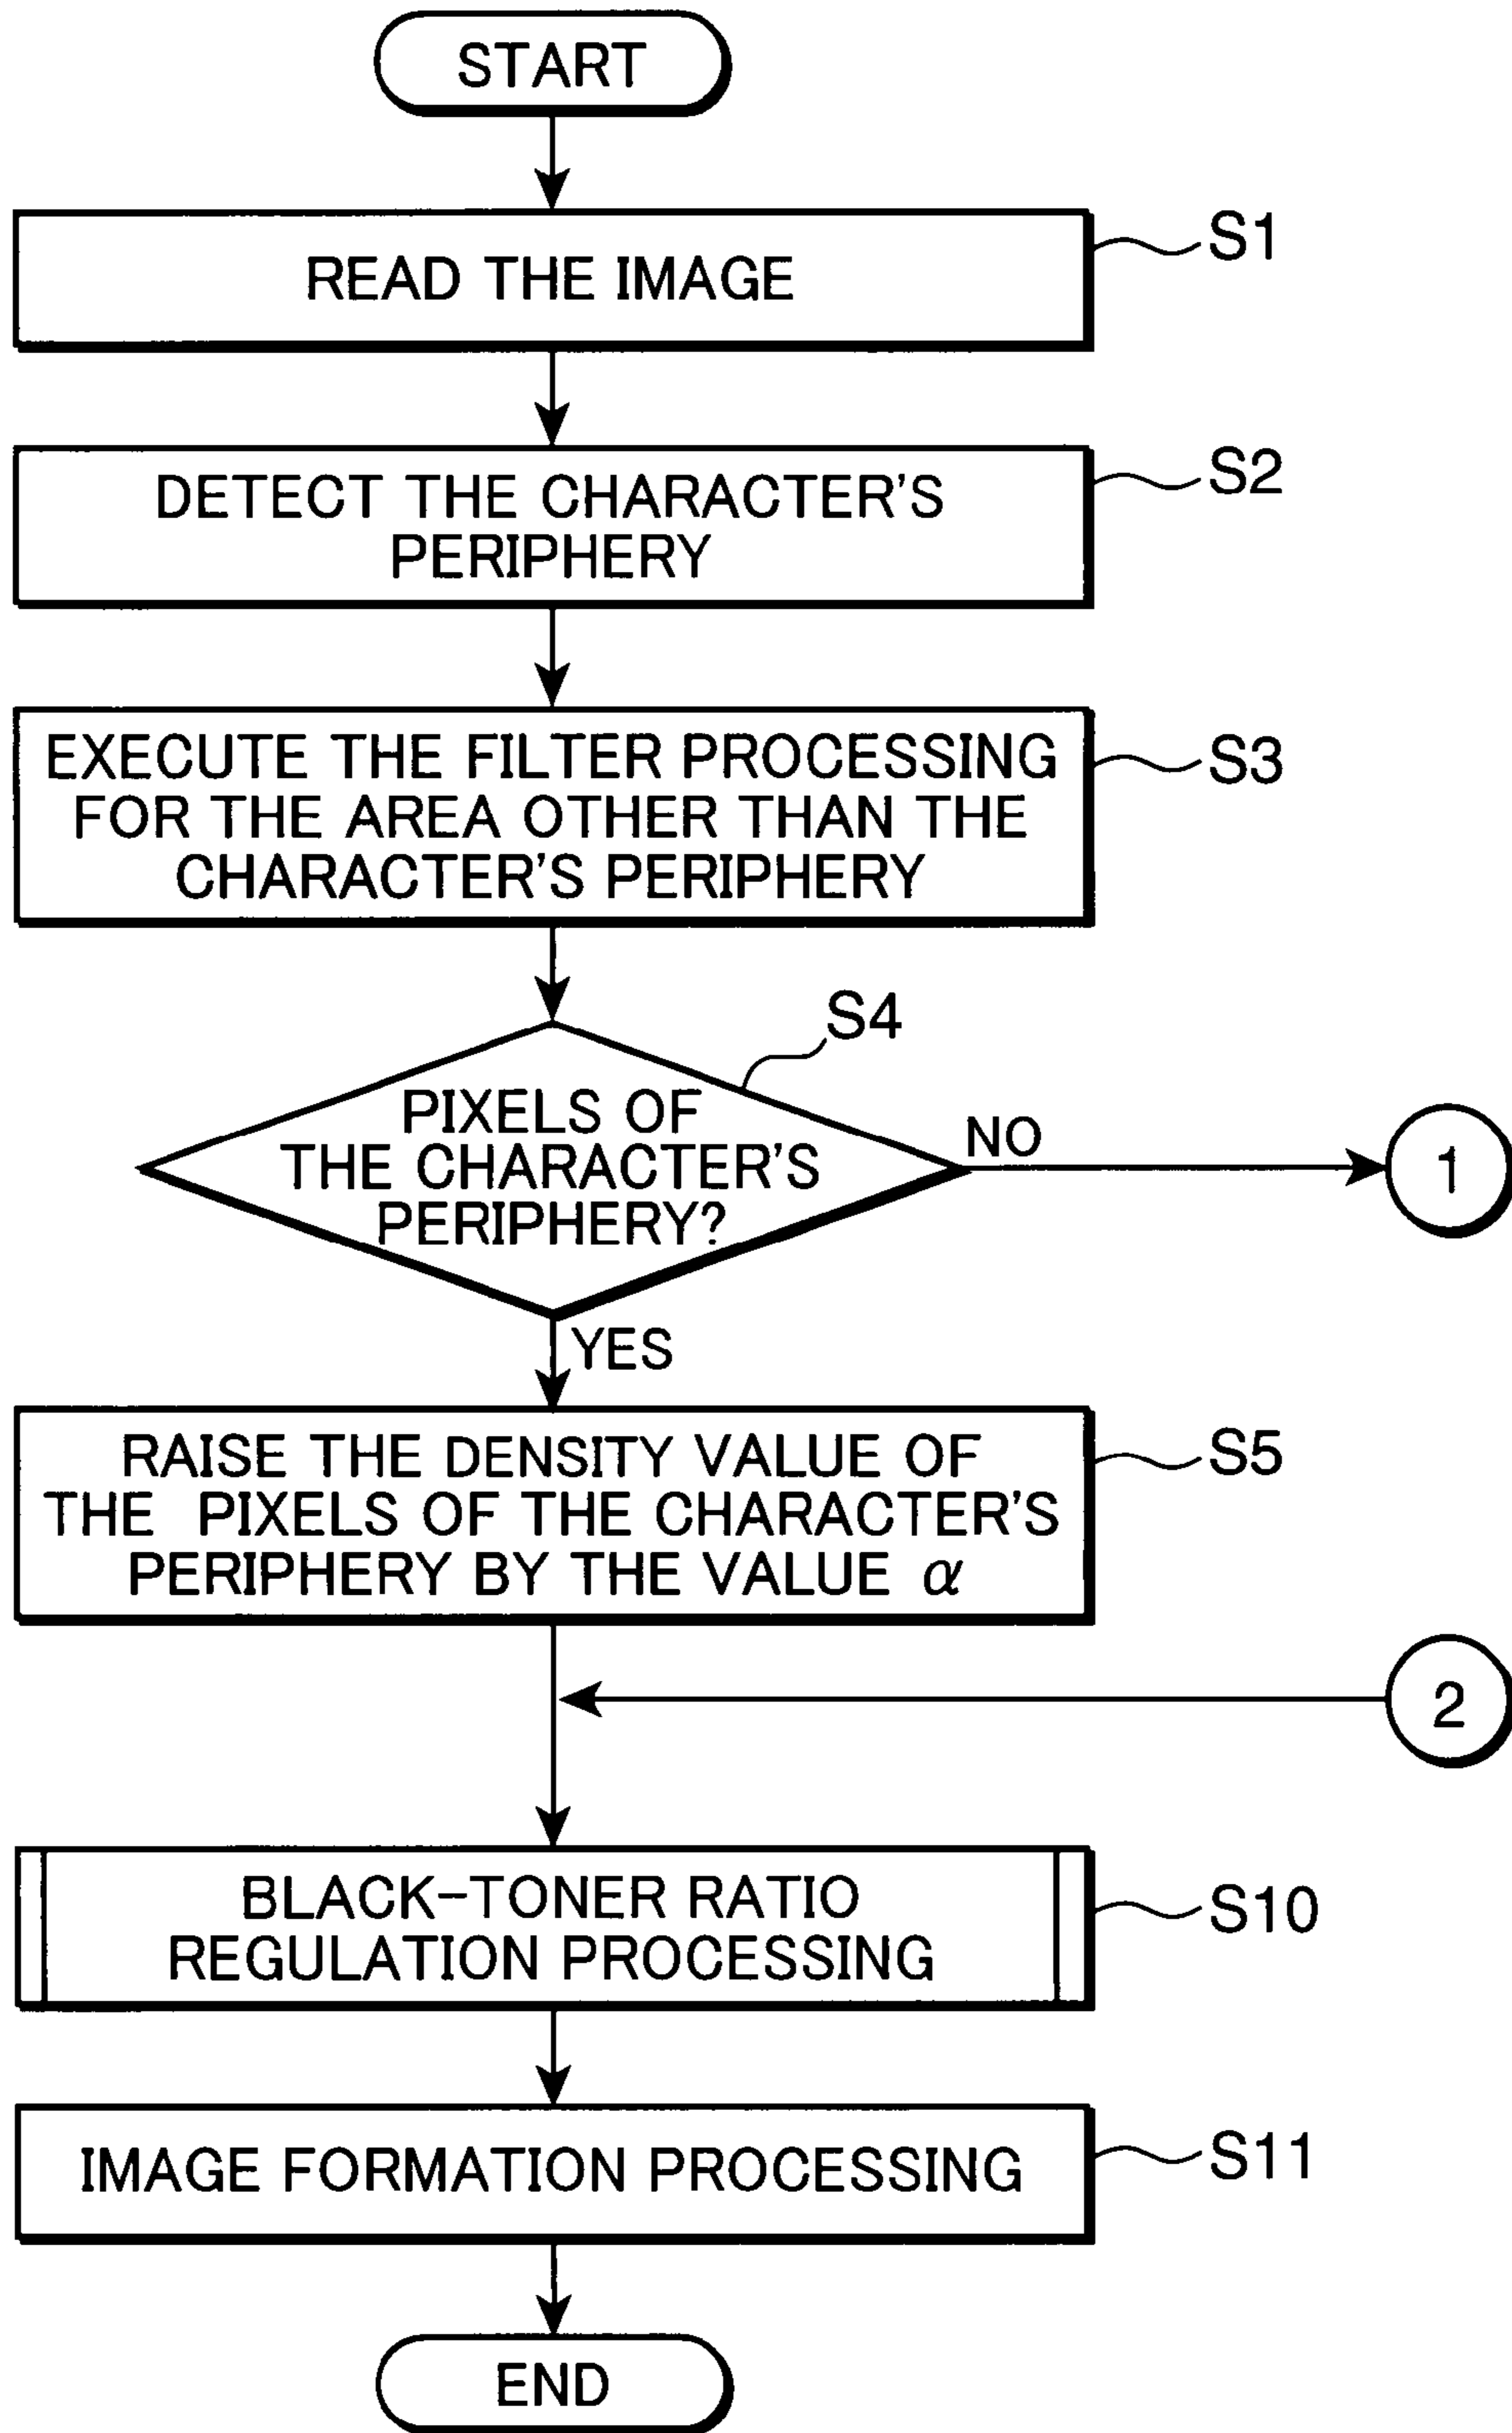 START
READ THE IMAGE
S1
DETECT THE CHARACTER'S
PERIPHERY
S2
EXECUTE THE FILTER PROCESSING
FOR THE AREA OTHER THAN THE
CHARACTER'S PERIPHERY
S3
S4
PIXELS OF
THE CHARACTER'S
PERIPHERY?
NO
1
YES
RAISE THE DENSITY VALUE OF
THE PIXELS OF THE CHARACTER'S
PERIPHERY BY THE VALUE α
S5
2
BLACK-TONER RATIO
REGULATION PROCESSING
S10
IMAGE FORMATION PROCESSING
S11
END